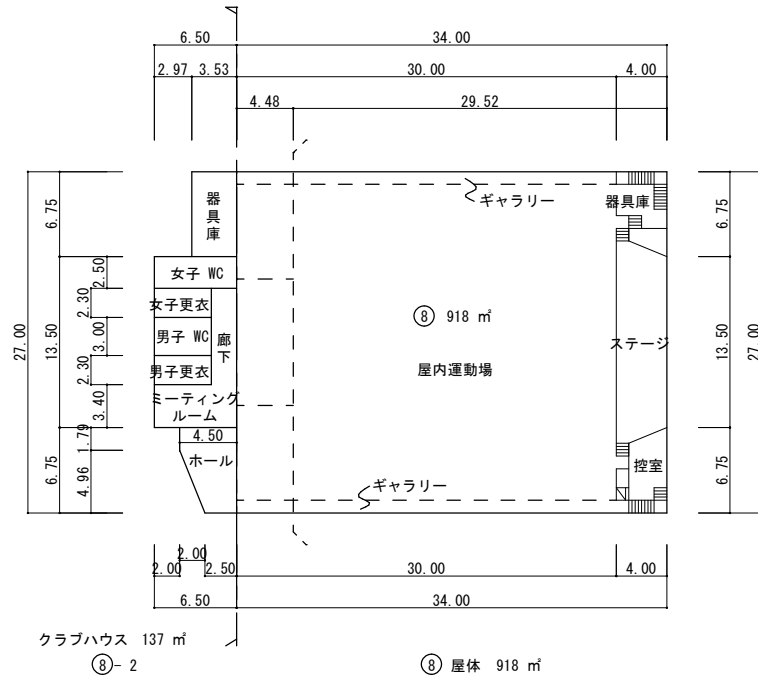 6.50 34.00
2.97 3.53 30.00 4.00
4.48 29.52
27.00
6.75
13.50
6.75
2.50
2.30
3.00
2.30
3.40
1.79
4.96
器具庫
女子 WC
女子更衣
男子 WC
廊下
男子更衣
ミーティング
ルーム
4.50
ホール
ギャラリー
⑧ 918 ㎡
屋内運動場
ギャラリー
器具庫
ステージ
控室
6.75
13.50
6.75
27.00
2.00
2.00 2.50 30.00 4.00
6.50 34.00
クラブハウス 137 ㎡
⑧- 2
⑧ 屋体 918 ㎡